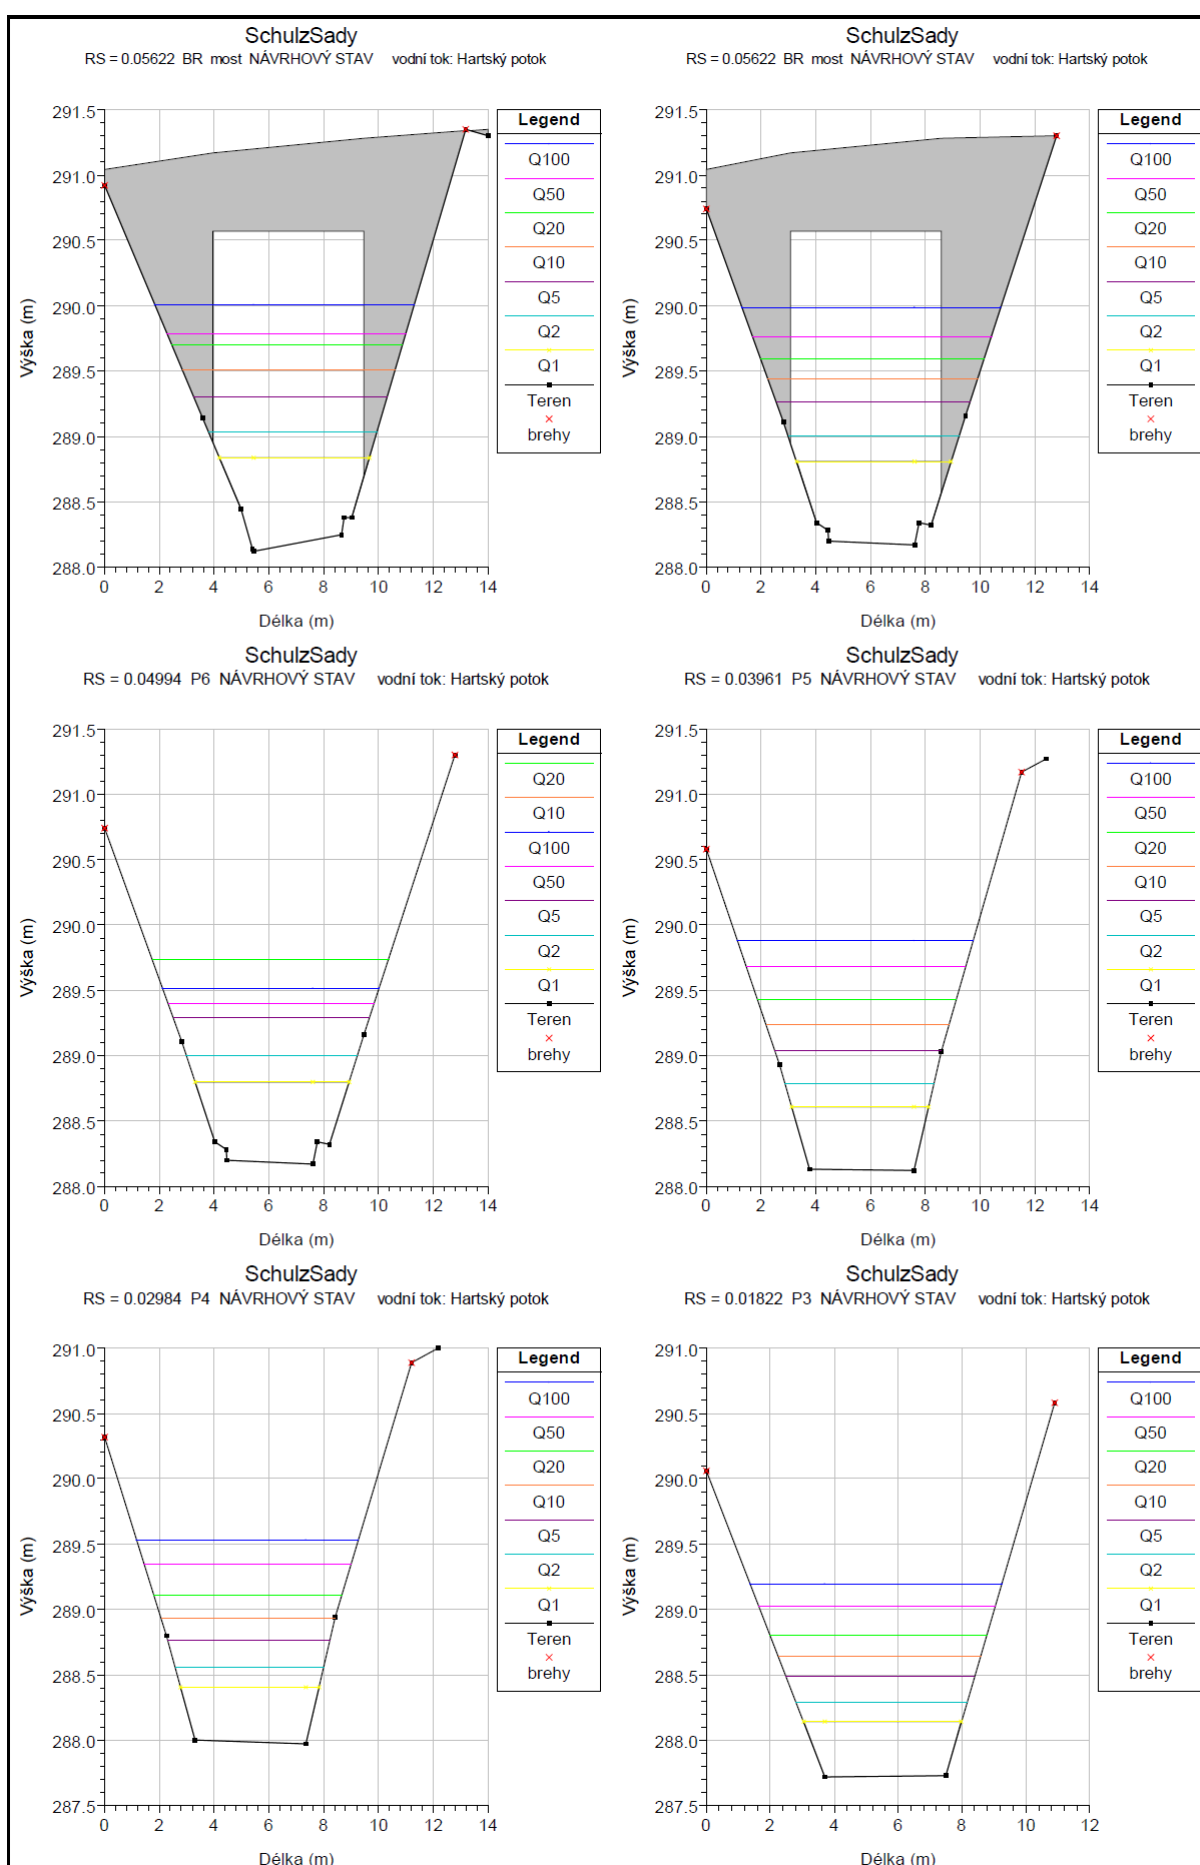 SchulzSady
RS = 0.05622 BR most NÁVRHOVÝ STAV vodní tok: Hartský potok
Výška (m)
291.5
291.0
290.5
290.0
289.5
289.0
288.5
288.0
0 2 4 6 8 10 12 14
Délka (m)
Legend
Q100
Q50
Q20
Q10
Q5
Q2
Q1
Teren
brehy
SchulzSady
RS = 0.05622 BR most NÁVRHOVÝ STAV vodní tok: Hartský potok
Výška (m)
291.5
291.0
290.5
290.0
289.5
289.0
288.5
288.0
0 2 4 6 8 10 12 14
Délka (m)
Legend
Q100
Q50
Q20
Q10
Q5
Q2
Q1
Teren
brehy
SchulzSady
RS = 0.04994 P6 NÁVRHOVÝ STAV vodní tok: Hartský potok
Výška (m)
291.5
291.0
290.5
290.0
289.5
289.0
288.5
288.0
0 2 4 6 8 10 12 14
Délka (m)
Legend
Q20
Q10
Q100
Q50
Q5
Q2
Q1
Teren
brehy
SchulzSady
RS = 0.03961 P5 NÁVRHOVÝ STAV vodní tok: Hartský potok
Výška (m)
291.5
291.0
290.5
290.0
289.5
289.0
288.5
288.0
0 2 4 6 8 10 12 14
Délka (m)
Legend
Q100
Q50
Q20
Q10
Q5
Q2
Q1
Teren
brehy
SchulzSady
RS = 0.02984 P4 NÁVRHOVÝ STAV vodní tok: Hartský potok
Výška (m)
291.0
290.5
290.0
289.5
289.0
288.5
288.0
287.5
0 2 4 6 8 10 12 14
Délka (m)
Legend
Q100
Q50
Q20
Q10
Q5
Q2
Q1
Teren
brehy
SchulzSady
RS = 0.01822 P3 NÁVRHOVÝ STAV vodní tok: Hartský potok
Výška (m)
291.0
290.5
290.0
289.5
289.0
288.5
288.0
287.5
0 2 4 6 8 10 12
Délka (m)
Legend
Q100
Q50
Q20
Q10
Q5
Q2
Q1
Teren
brehy